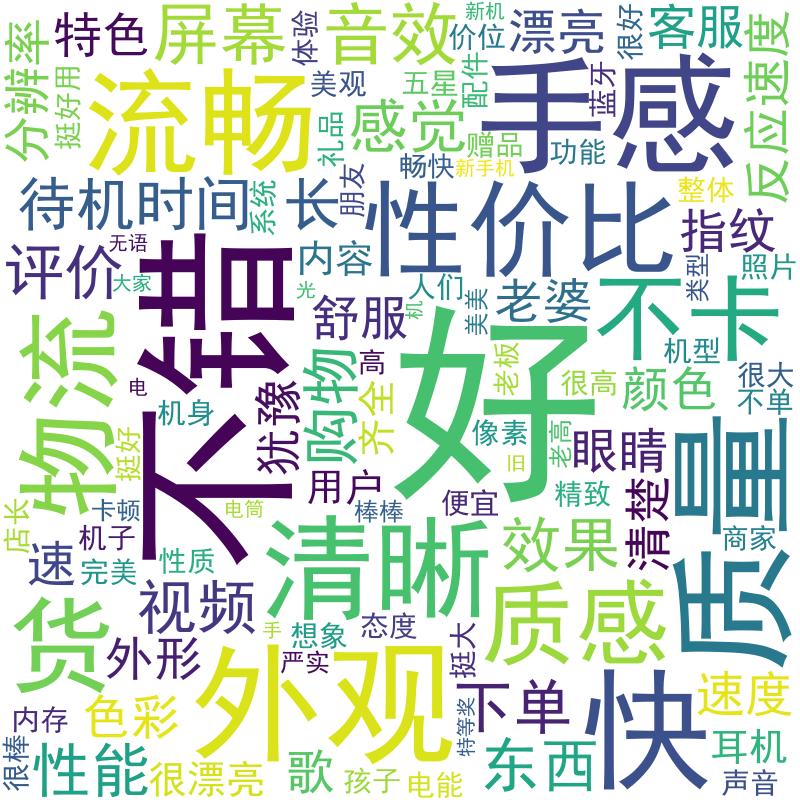 分辨率
特色
屏幕
体验
音效
新机
价位
漂亮
很好
客服
反应速度
挺好用
流畅
美观
五星
配件
手感
蓝牙
礼品
感觉
赠品
功能
畅快
新手机
待机时间
系统
长
朋友
性价比
整体
指纹
评价
无语
大家
不错
内容
光
人们
机
美美
老婆
不卡
类型
照片
物流
舒服
好
电
机身
犹豫
购物
高
齐全
老板
很高
颜色
机型
很大
不单
挺好
像素
老高
眼睛
质量
店长
卡顿
机子
电筒
用户
棒棒
便宜
旧
精致
清楚
商家
速
完美
性质
清晰
效果
货
视频
手
想象
态度
质感
外形
严实
挺大
外观
快
下单
速度
内存
色彩
特等奖
很棒
性能
很漂亮
歌
孩子
电能
东西
耳机
声音